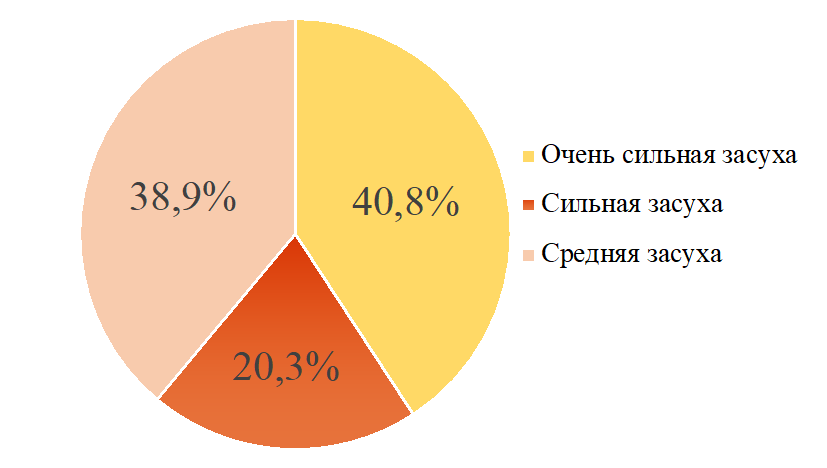 38,9%
40,8%
20,3%
Очень сильная засуха
Сильная засуха
Средняя засуха